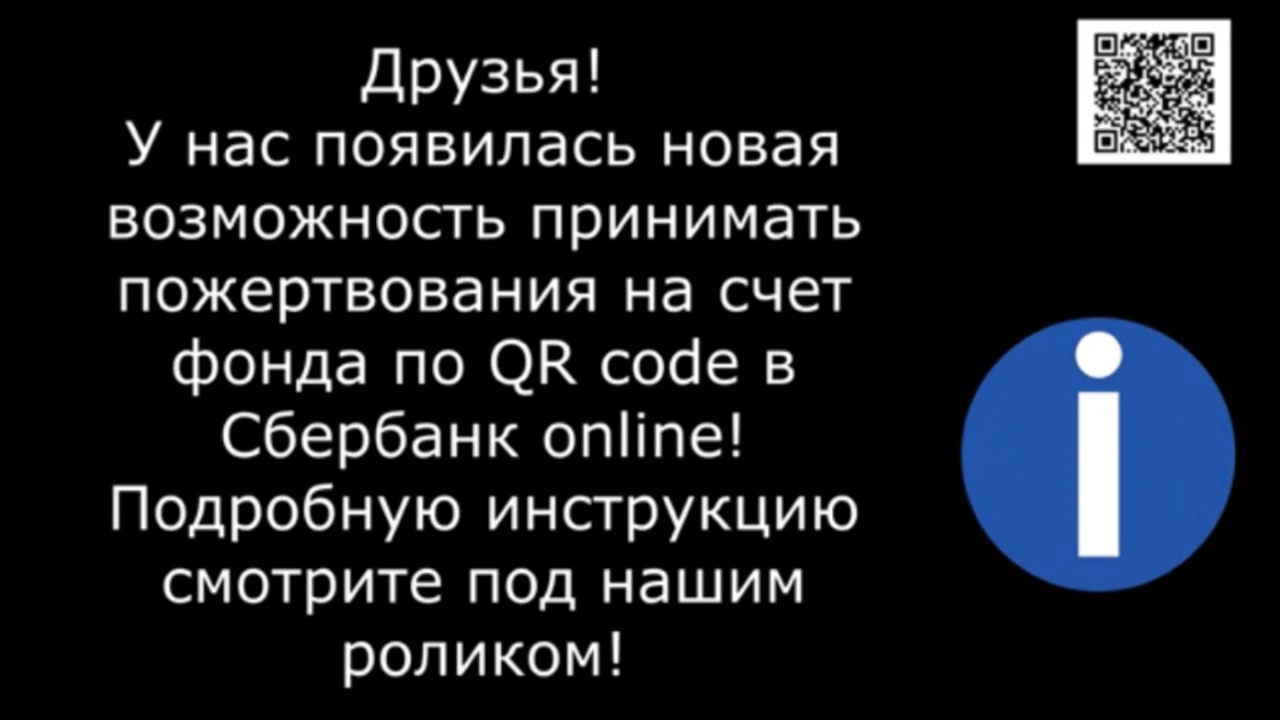 Друзья!
У нас появилась новая
возможность принимать
пожертвования на счет
фонда по QR code в
Сбербанк online!
Подробную инструкцию
смотрите под нашим
роликом!